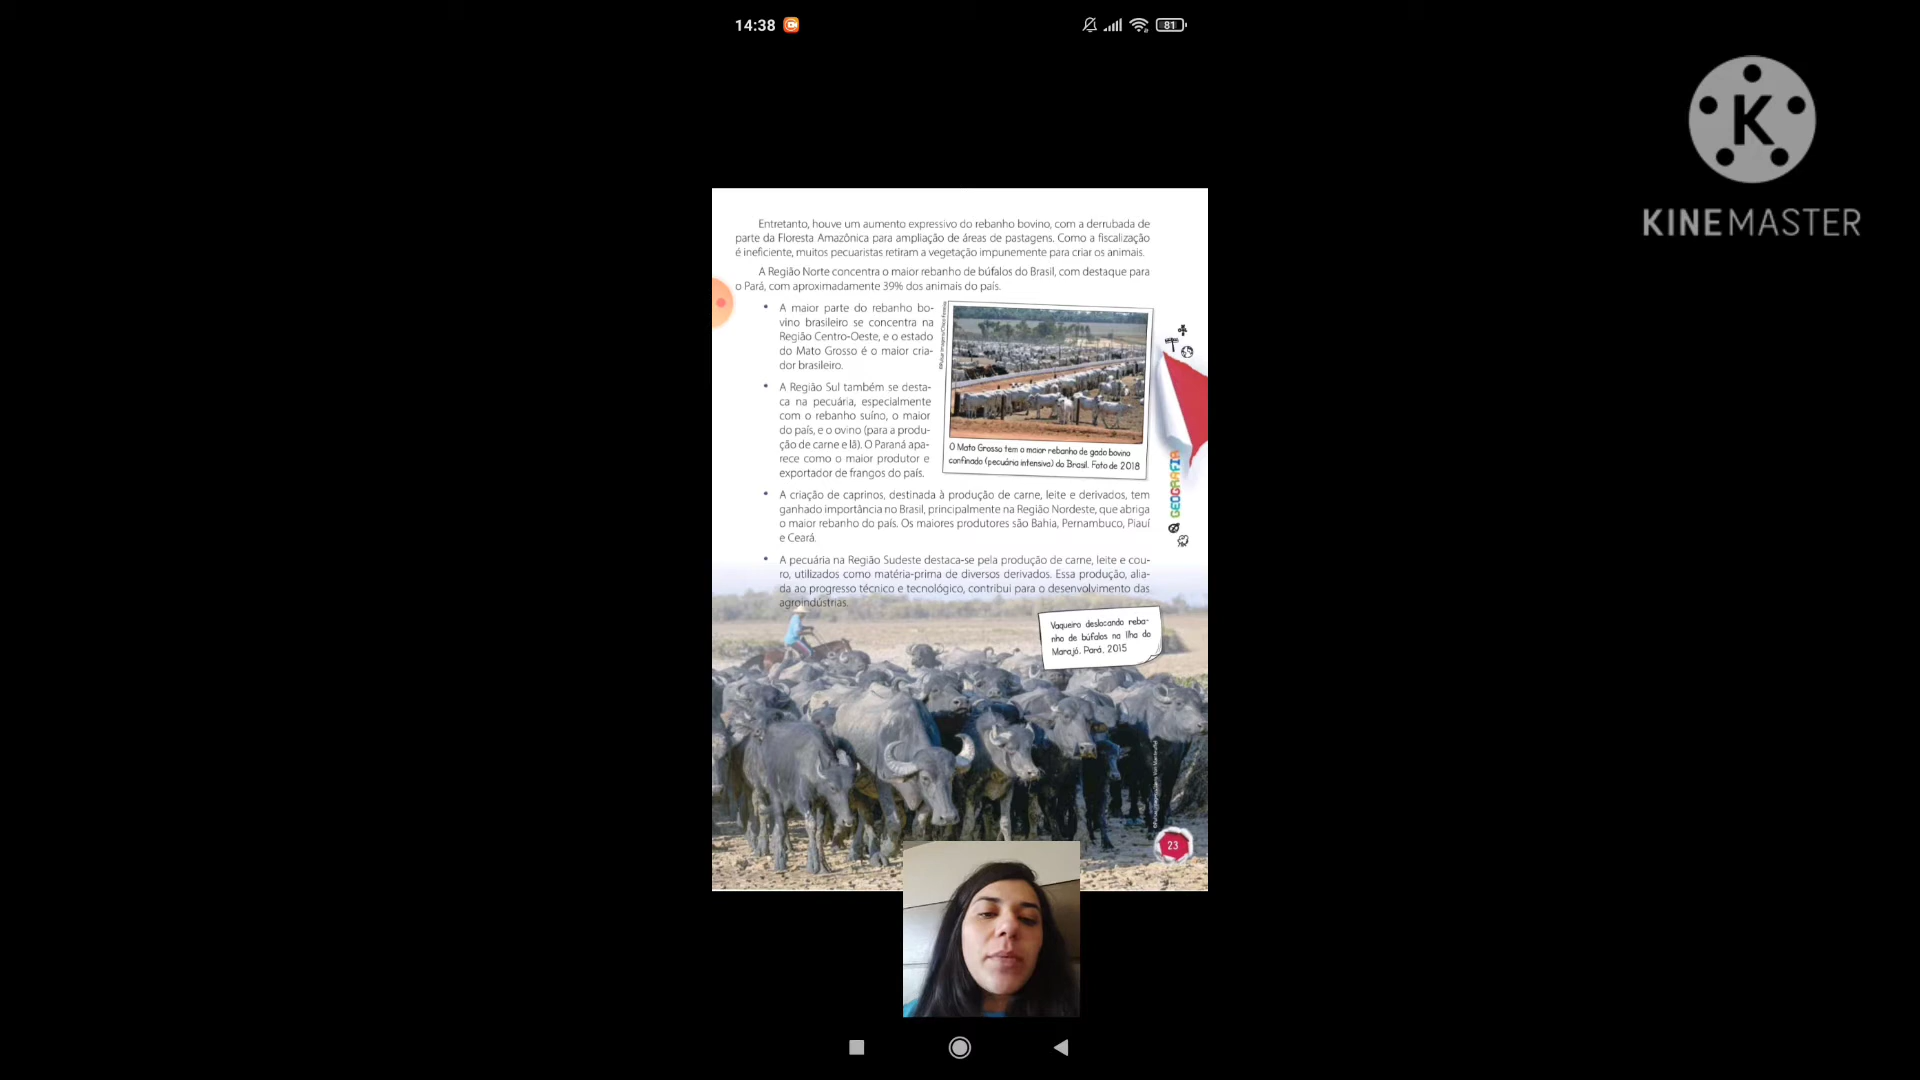 14:38
81
KINEMASTER
Entretanto, houve um aumento expressivo do rebanho bovino, com a derrubada de
parte da Floresta Amazônica para ampliação de áreas de pastagens. Como a fiscalização
é ineficiente, muitos pecuaristas retiram a vegetação impunemente para criar os animais.
A Região Norte concentra o maior rebanho de búfalos do Brasil, com destaque para
o Pará, com aproximadamente 39% dos animais do país.
• A maior parte do rebanho bo-
vino brasileiro se concentra na
Região Centro-Oeste, e o estado
do Mato Grosso é o maior cria-
dor brasileiro.
• A Região Sul também se desta-
ca na pecuária, especialmente
com o rebanho suíno, o maior
do país, e o ovino (para a produ-
ção de carne e lã). O Paraná apa-
rece como o maior produtor e
exportador de frangos do país.
O Mato Grosso tem o maior rebanho de gado bovino
confinado (pecuária intensiva) do Brasil. Foto de 2018
GEOGRAFIA
• A criação de caprinos, destinada à produção de carne, leite e derivados, tem
ganhado importância no Brasil, principalmente na Região Nordeste, que abriga
o maior rebanho do país. Os maiores produtores são Bahia, Pernambuco, Piauí
e Ceará.
• A pecuária na Região Sudeste destaca-se pela produção de carne, leite e cou-
ro, utilizados como matéria-prima de diversos derivados. Essa produção, alia-
da ao progresso técnico e tecnológico, contribui para o desenvolvimento das
agroindústrias.
Vaqueiro deslocando reba-
nho de búfalos na Ilha do
Marajó, Pará, 2015
23